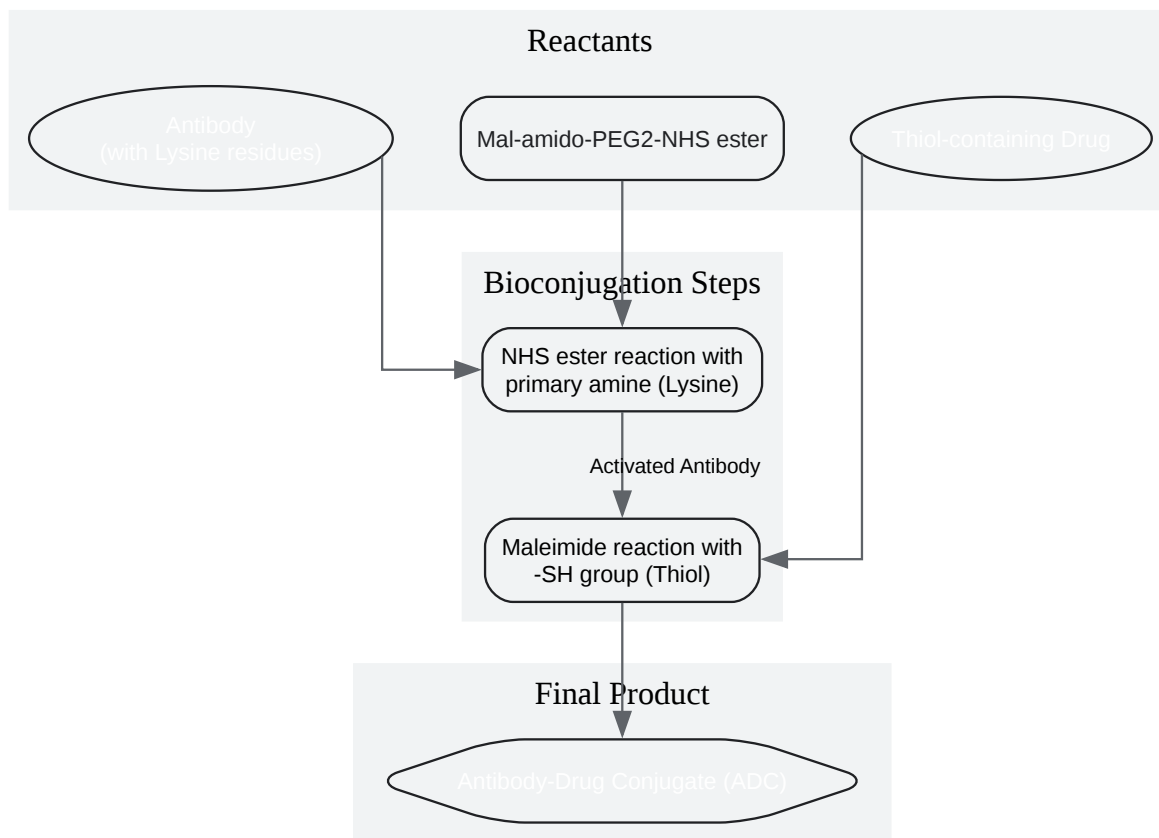 Reactants
Antibody
(with Lysine residues)
Mal-amido-PEG2-NHS ester
Thiol-containing Drug
Bioconjugation Steps
NHS ester reaction with
primary amine (Lysine)
Activated Antibody
Maleimide reaction with
-SH group (Thiol)
Final Product
Antibody-Drug Conjugate (ADC)